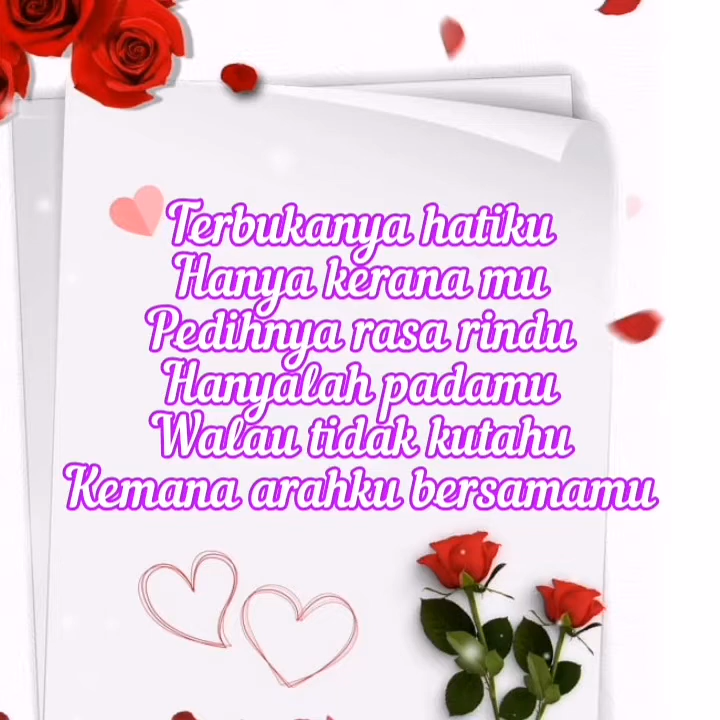 Terbukanya hatiku
Hanya kerana mu
Pedihnya rasa rindu
Hanyalah padamu
Walau tidak kutahu
Kemana arahku bersamamu